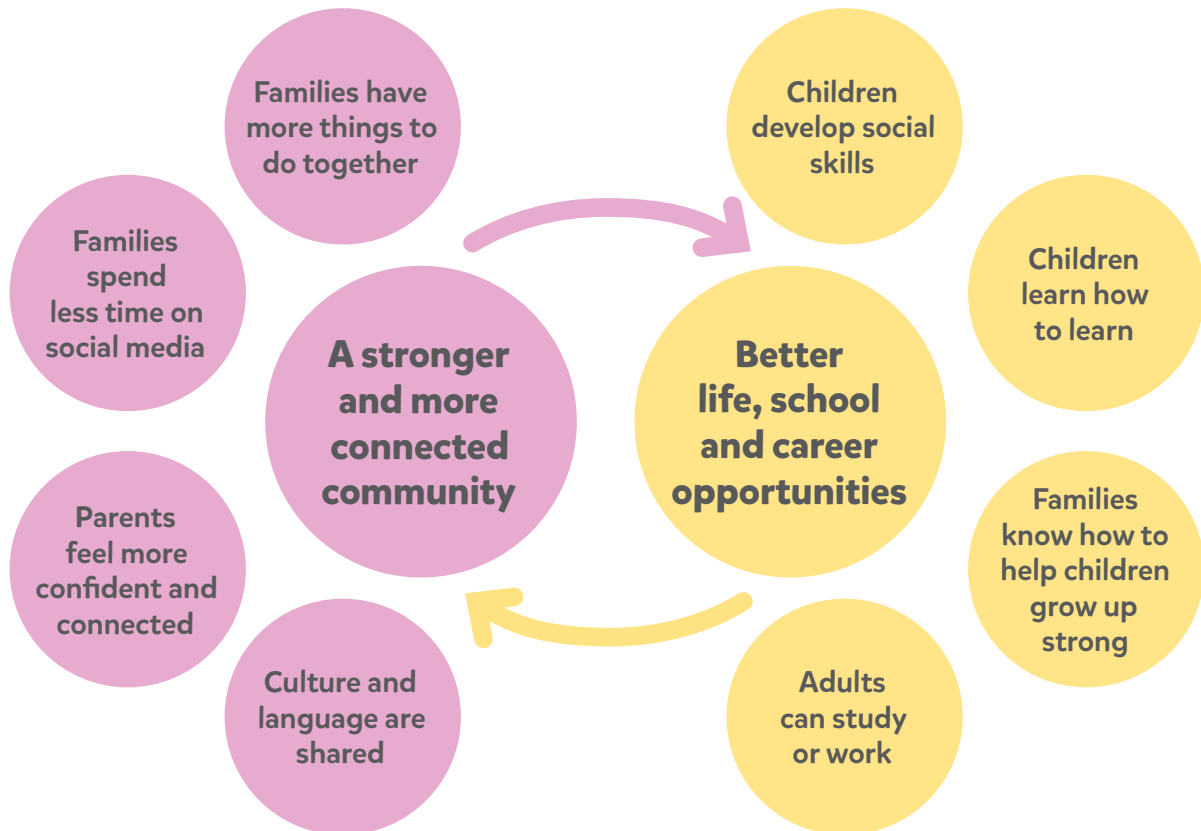 Families have
more things to
do together
Families
spend
less time on
social media
A stronger
and more
connected
community
Parents
feel more
confident and
connected
Culture and
language are
shared
Children
develop social
skills
Children
learn how
to learn
Better
life, school
and career
opportunities
Families
know how to
help children
grow up
strong
Adults
can study
or work